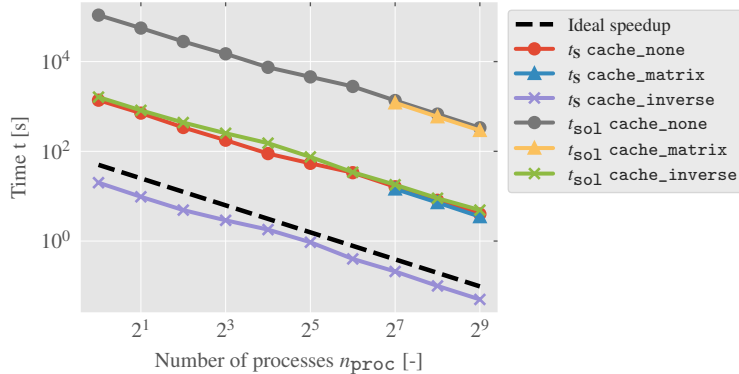 10^4
10^2
10^0
Time t [s]
2^1
2^3
2^5
2^7
2^9
Number of processes n_proc [-]
Ideal speedup
t_s cache_none
t_s cache_matrix
t_s cache_inverse
t_sol cache_none
t_sol cache_matrix
t_sol cache_inverse